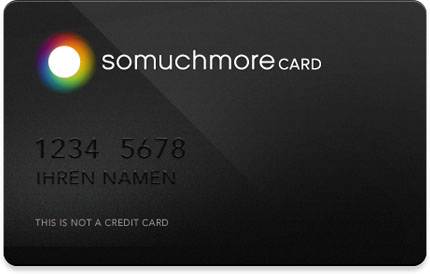 somuchmore CARD
1234 5678
IHREN NAMEN
THIS IS NOT A CREDIT CARD